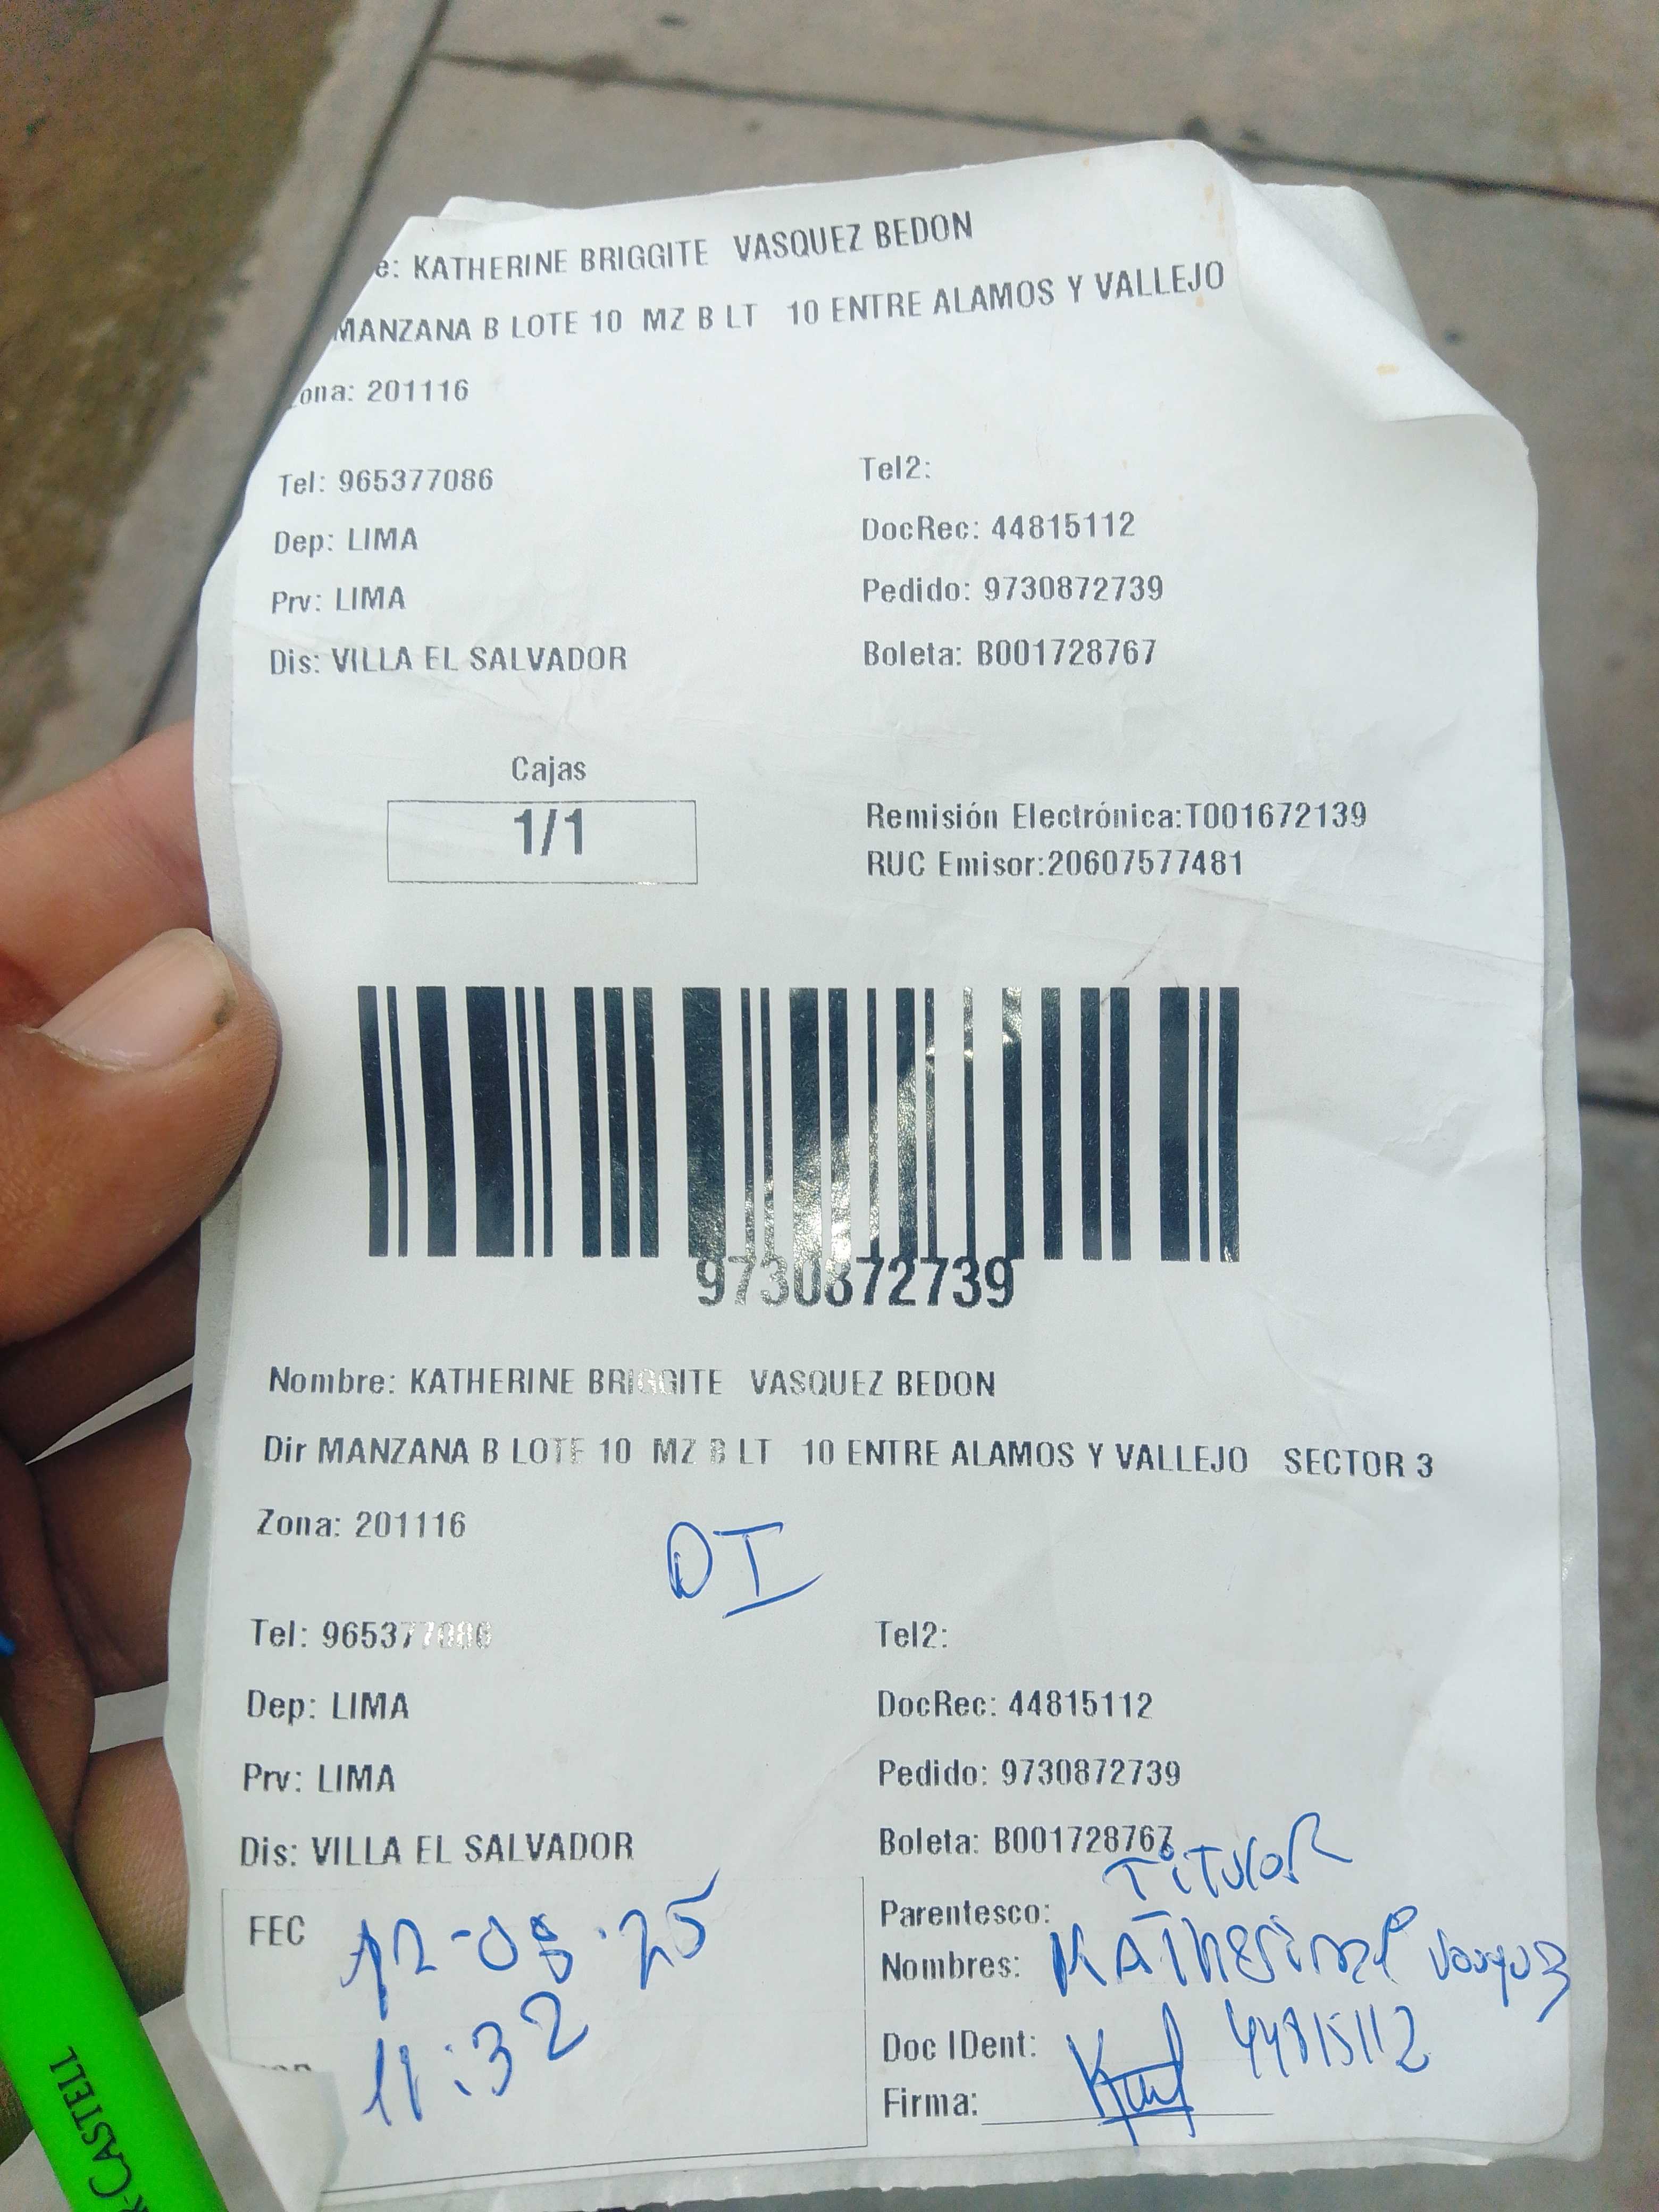 e: KATHERINE BRIGGITE VASQUEZ BEDON
MANZANA B LOTE 10 MZ B LT 10 ENTRE ALAMOS Y VALLEJO
ona: 201116
Tel: 965377086 Tel2:
Dep: LIMA DocRec: 44815112
Prv: LIMA Pedido: 9730872739
Dis: VILLA EL SALVADOR Boleta: B001728767
Cajas
1/1
Remisión Electrónica:T001672139
RUC Emisor:20607577481
9730872739
Nombre: KATHERINE BRIGGITE VASQUEZ BEDON
Dir MANZANA B LOTE 10 MZ B LT 10 ENTRE ALAMOS Y VALLEJO SECTOR 3
Zona: 201116
DI
Tel: 965377086 Tel2:
Dep: LIMA DocRec: 44815112
Prv: LIMA Pedido: 9730872739
Dis: VILLA EL SALVADOR Boleta: B001728767
FEC 12-08-25
11:32
Parentesco: TiTular
Nombres: KATherine
Doc IDent: 44815112
Firma:
CASTELL